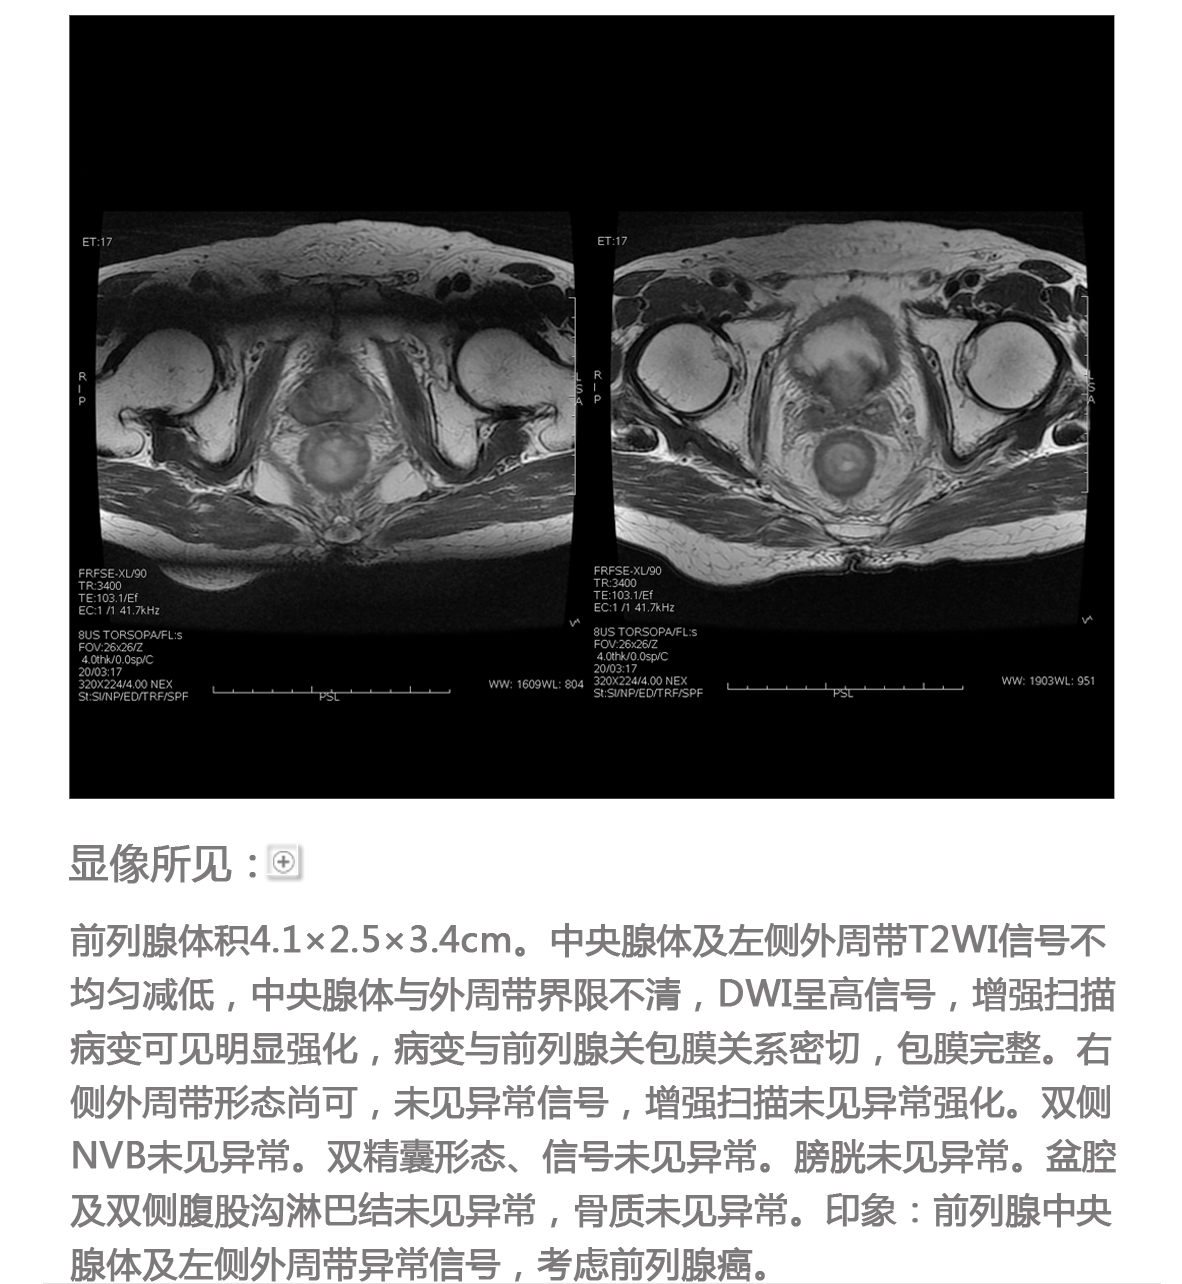 ET:17
ET:17
R
I
P
L
S
A
R
I
P
L
S
A
FRFSE-XL/90
TR:3400
TE:103.1/Ef
EC:1 /1 41.7kHz
8US TORSOPA/FL:s
FOV:26x26/Z
4.0thk/0.0sp/C
20/03:17
320X224/4.00 NEX
St:SI/NP/ED/TRF/SPF
PSL
WW: 1609WL: 804
FRFSE-XL/90
TR:3400
TE:103.1/Ef
EC:1 /1 41.7kHz
8US TORSOPA/FL:s
FOV:26x26/Z
4.0thk/0.0sp/C
20/03:17
320X224/4.00 NEX
St:SI/NP/ED/TRF/SPF
PSL
WW: 1903WL: 951
显像所见：
前列腺体积4.1×2.5×3.4cm。中央腺体及左侧外周带T2WI信号不
均匀减低，中央腺体与外周带界限不清，DWI呈高信号，增强扫描
病变可见明显强化，病变与前列腺关包膜关系密切，包膜完整。右
侧外周带形态尚可，未见异常信号，增强扫描未见异常强化。双侧
NVB未见异常。双精囊形态、信号未见异常。膀胱未见异常。盆腔
及双侧腹股沟淋巴结未见异常，骨质未见异常。印象：前列腺中央
腺体及左侧外周带异常信号，考虑前列腺癌。